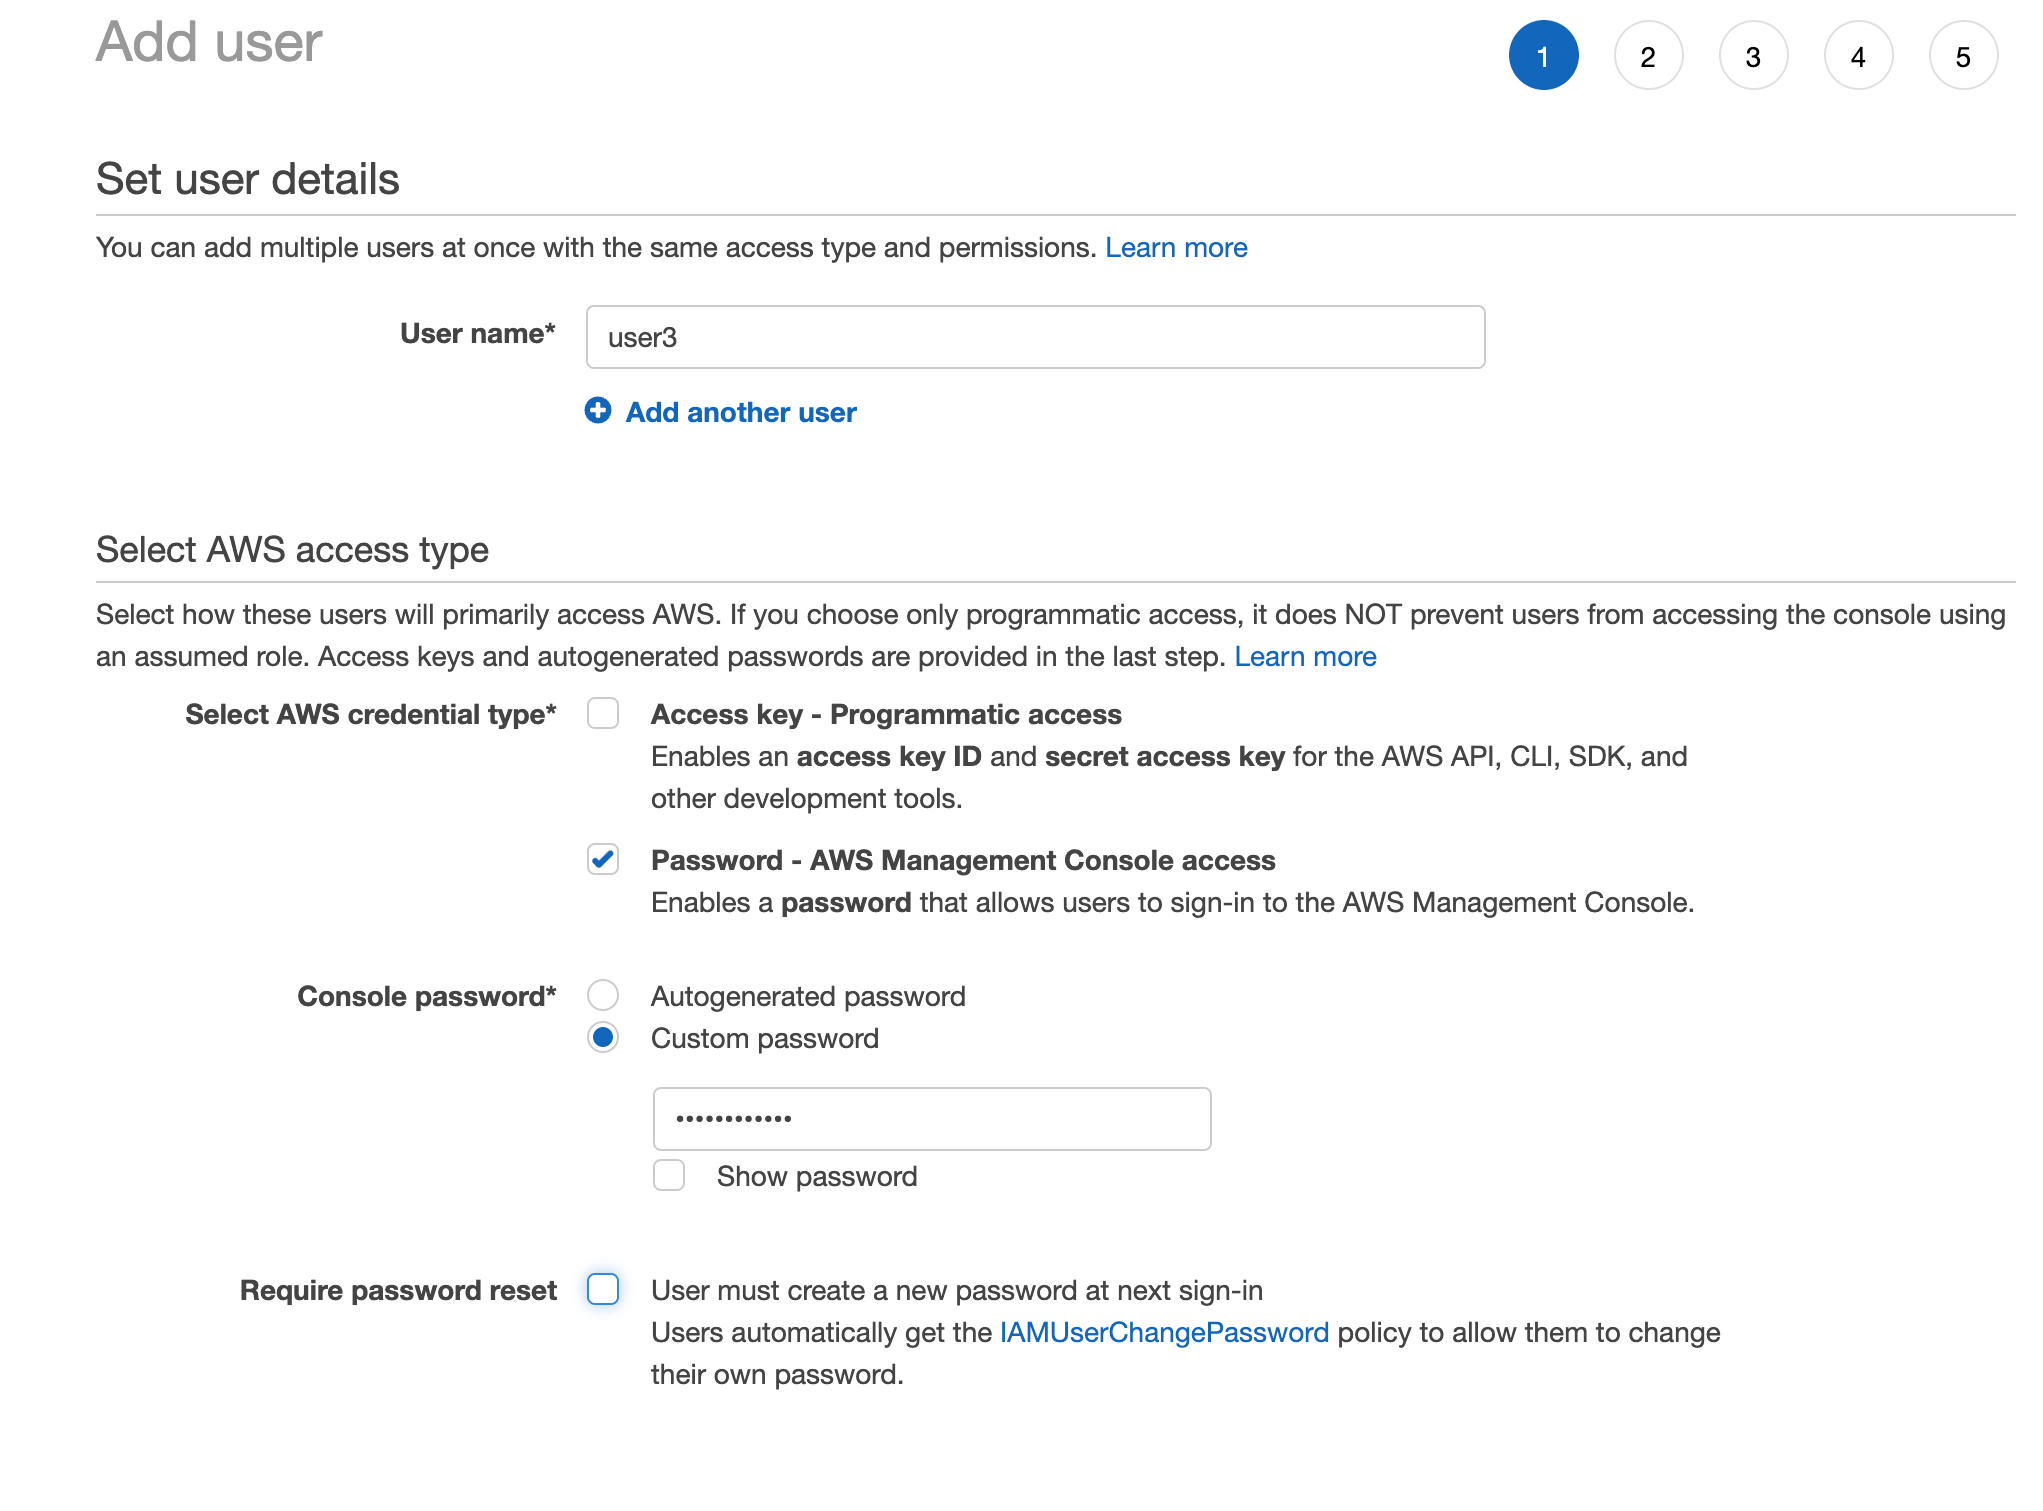 Add user
1 2 3 4 5
Set user details
You can add multiple users at once with the same access type and permissions. Learn more
User name* user3
Add another user
Select AWS access type
Select how these users will primarily access AWS. If you choose only programmatic access, it does NOT prevent users from accessing the console using
an assumed role. Access keys and autogenerated passwords are provided in the last step. Learn more
Select AWS credential type* Access key - Programmatic access
Enables an access key ID and secret access key for the AWS API, CLI, SDK, and
other development tools.
Password - AWS Management Console access
Enables a password that allows users to sign-in to the AWS Management Console.
Console password* Autogenerated password
Custom password
••••••••••••
Show password
Require password reset User must create a new password at next sign-in
Users automatically get the IAMUserChangePassword policy to allow them to change
their own password.